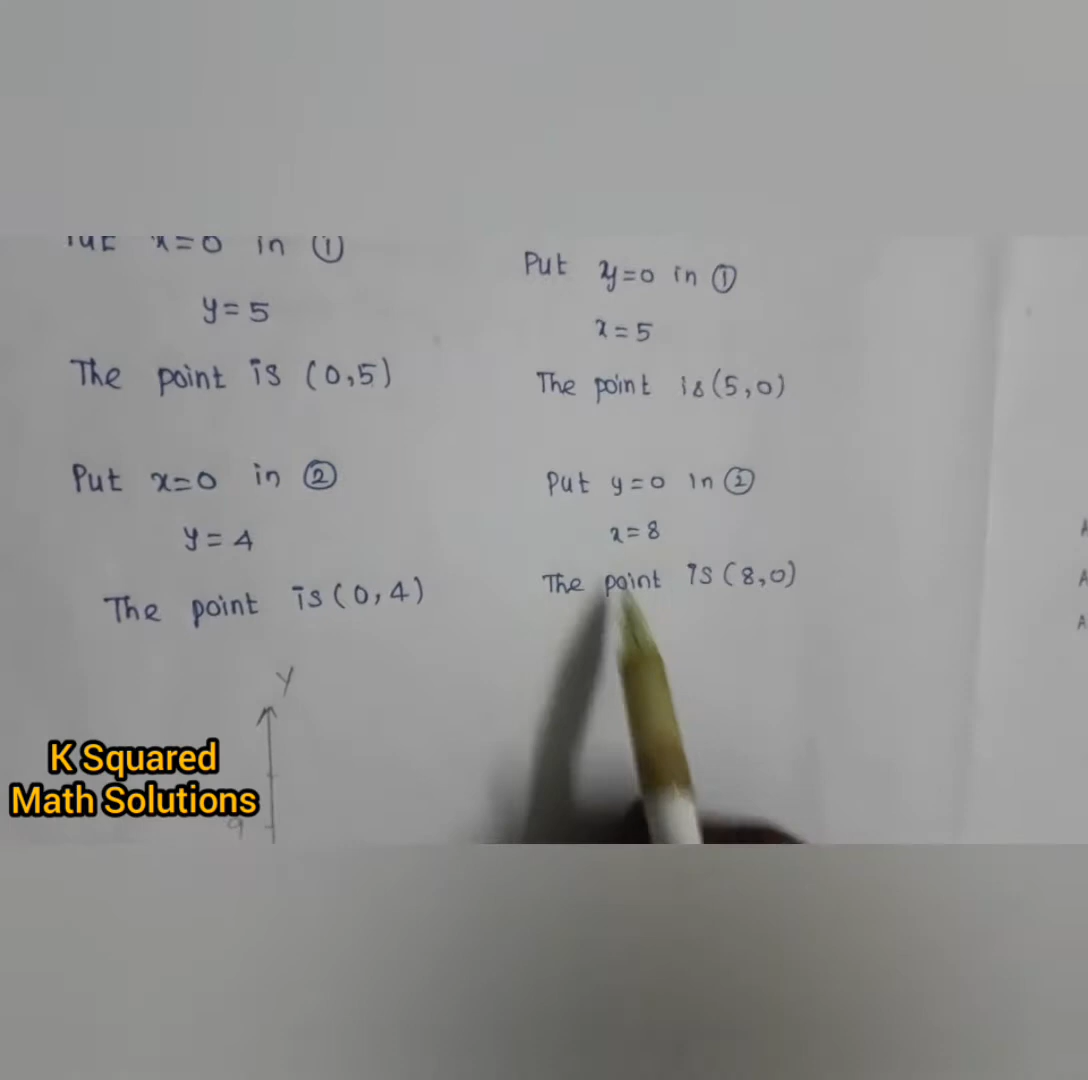 x=0 in ①
y=5
The point is (0,5)
Put y=0 in ①
x=5
The point is (5,0)
Put x=0 in ②
y=4
The point is (0,4)
Put y=0 in ②
x=8
The point is (8,0)
Y
K Squared
Math Solutions
9